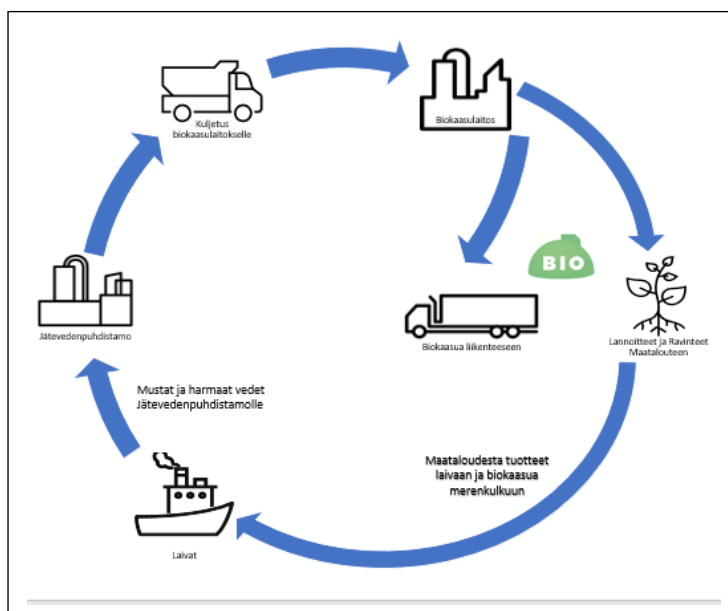 Kuljetus
biokaasulaitokselle
Biokaasulaitos
BIO
Jätevedenpuhdistamo
Biokaasua liikenteeseen
Lannoitteet ja Ravinteet
Maatalouteen
Mustat ja harmaat vedet
Jätevedenpuhdistamolle
Maataloudesta tuotteet
laivaan ja biokaasua
merenkulkuun
Laivat